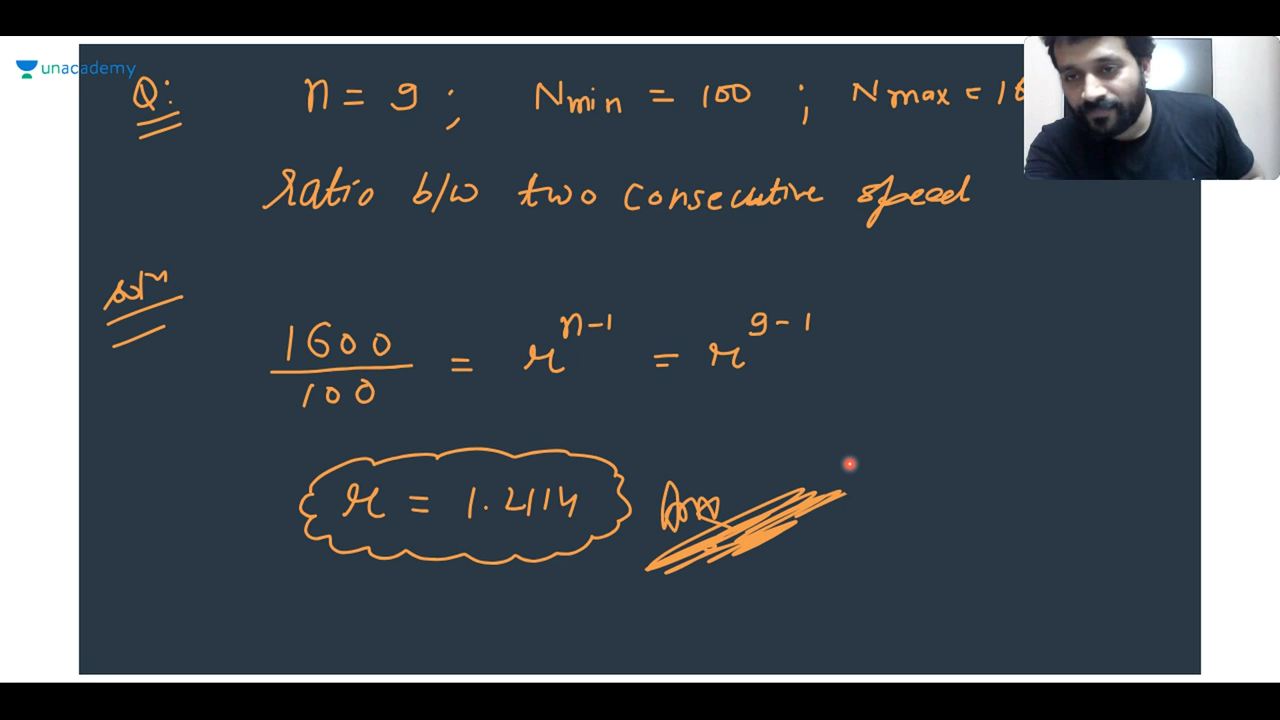 unacademy
Q: n = 9 ; Nmin = 100 ; Nmax =
ratio b/w two consecutive speed
solⁿ
1600/100 = r^(n-1) = r^(9-1)
r = 1.414 Ans